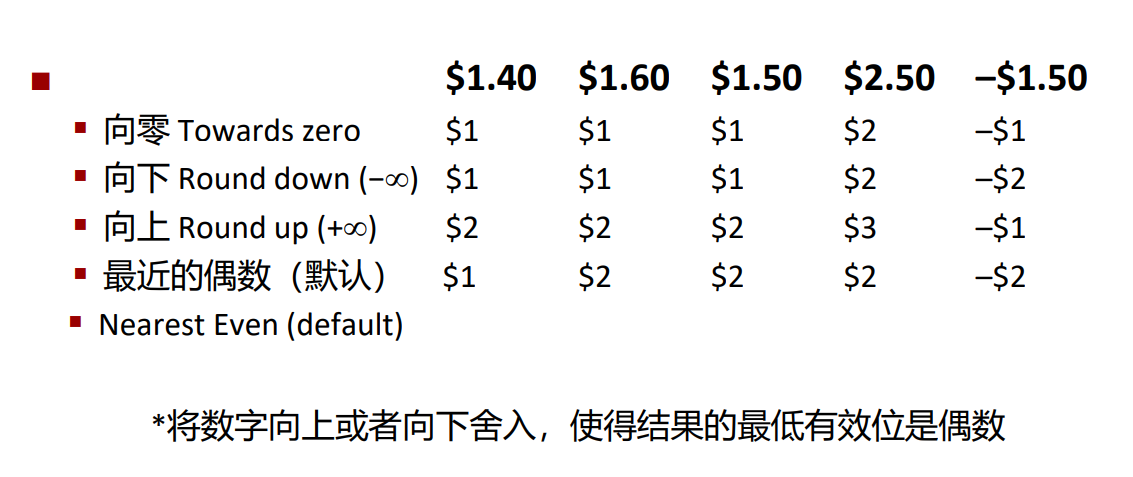 $1.40 $1.60 $1.50 $2.50 –$1.50
向零 Towards zero $1 $1 $1 $2 –$1
向下 Round down (−∞) $1 $1 $1 $2 –$2
向上 Round up (+∞) $2 $2 $2 $3 –$1
最近的偶数（默认） $1 $2 $2 $2 –$2
Nearest Even (default)
*将数字向上或者向下舍入，使得结果的最低有效位是偶数